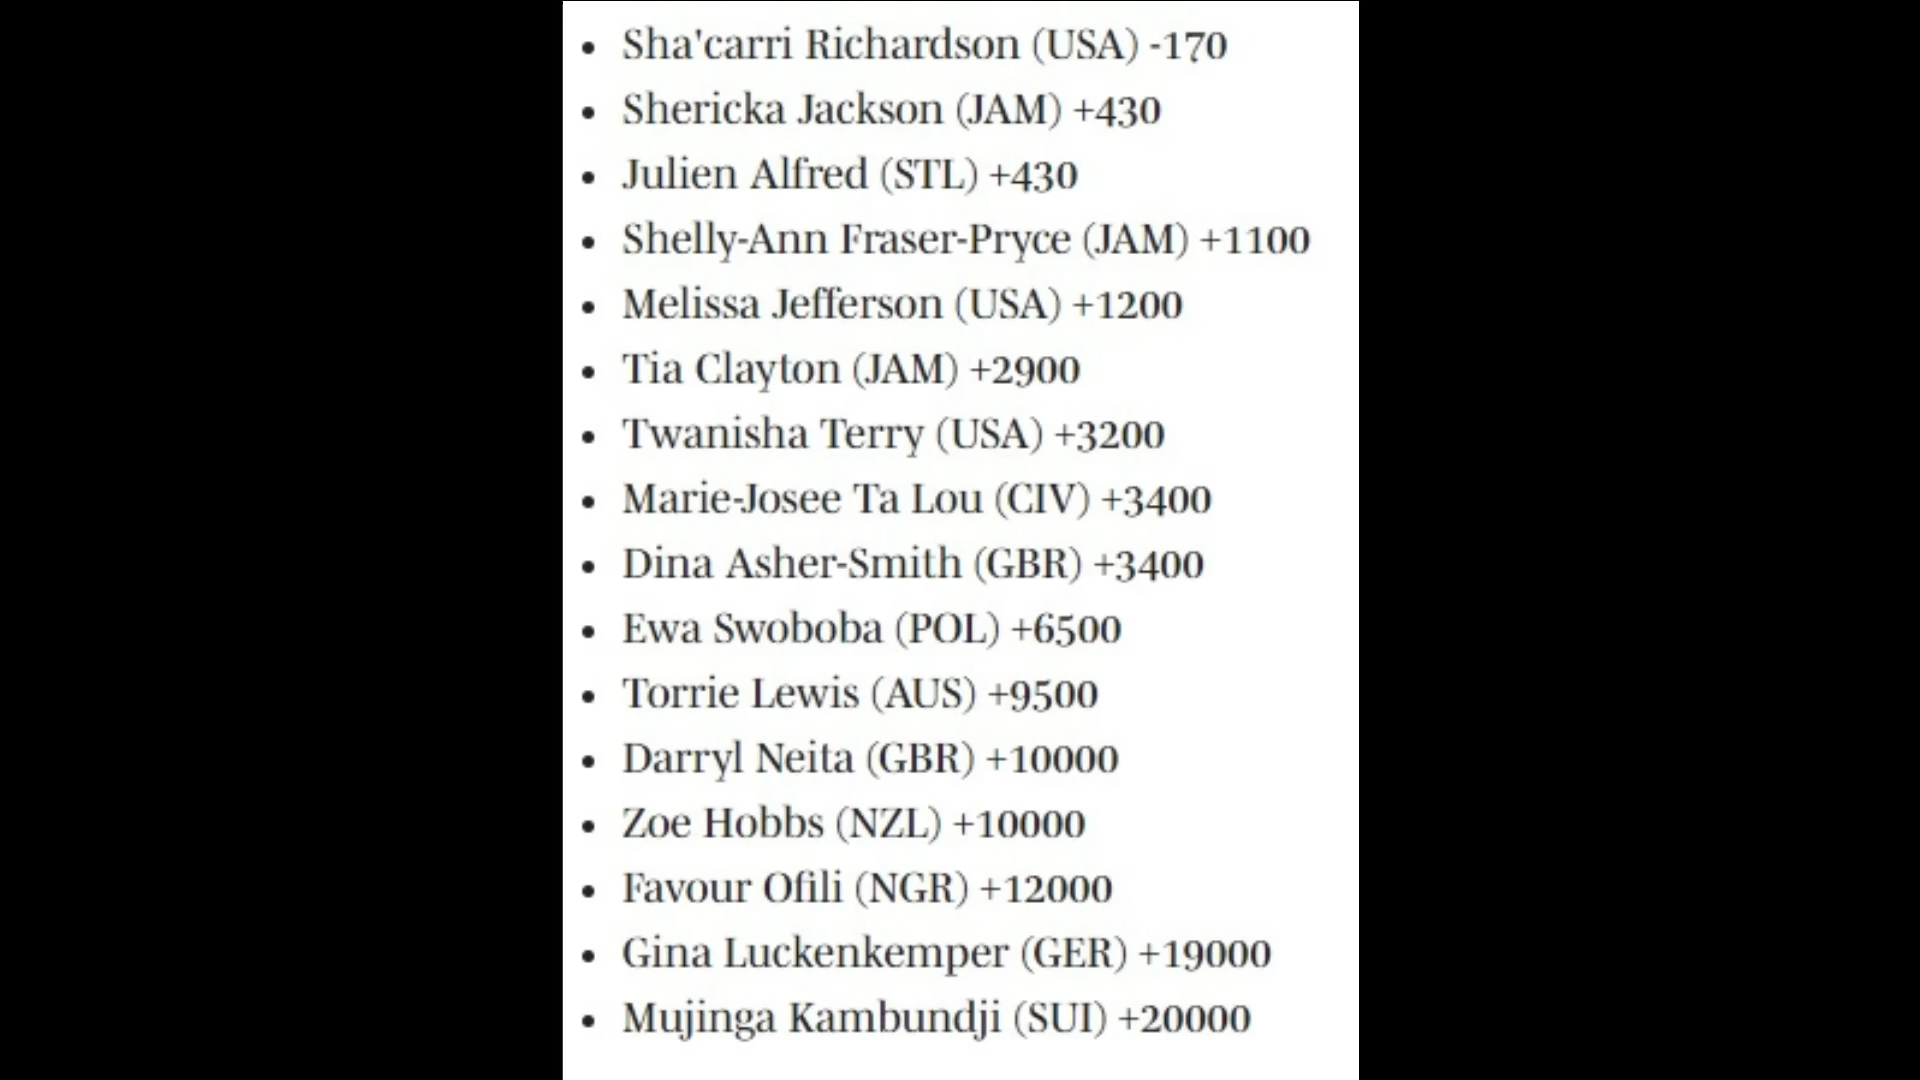 • Sha'carri Richardson (USA) -170
• Shericka Jackson (JAM) +430
• Julien Alfred (STL) +430
• Shelly-Ann Fraser-Pryce (JAM) +1100
• Melissa Jefferson (USA) +1200
• Tia Clayton (JAM) +2900
• Twanisha Terry (USA) +3200
• Marie-Josee Ta Lou (CIV) +3400
• Dina Asher-Smith (GBR) +3400
• Ewa Swoboba (POL) +6500
• Torrie Lewis (AUS) +9500
• Darryl Neita (GBR) +10000
• Zoe Hobbs (NZL) +10000
• Favour Ofili (NGR) +12000
• Gina Luckenkemper (GER) +19000
• Mujinga Kambundji (SUI) +20000